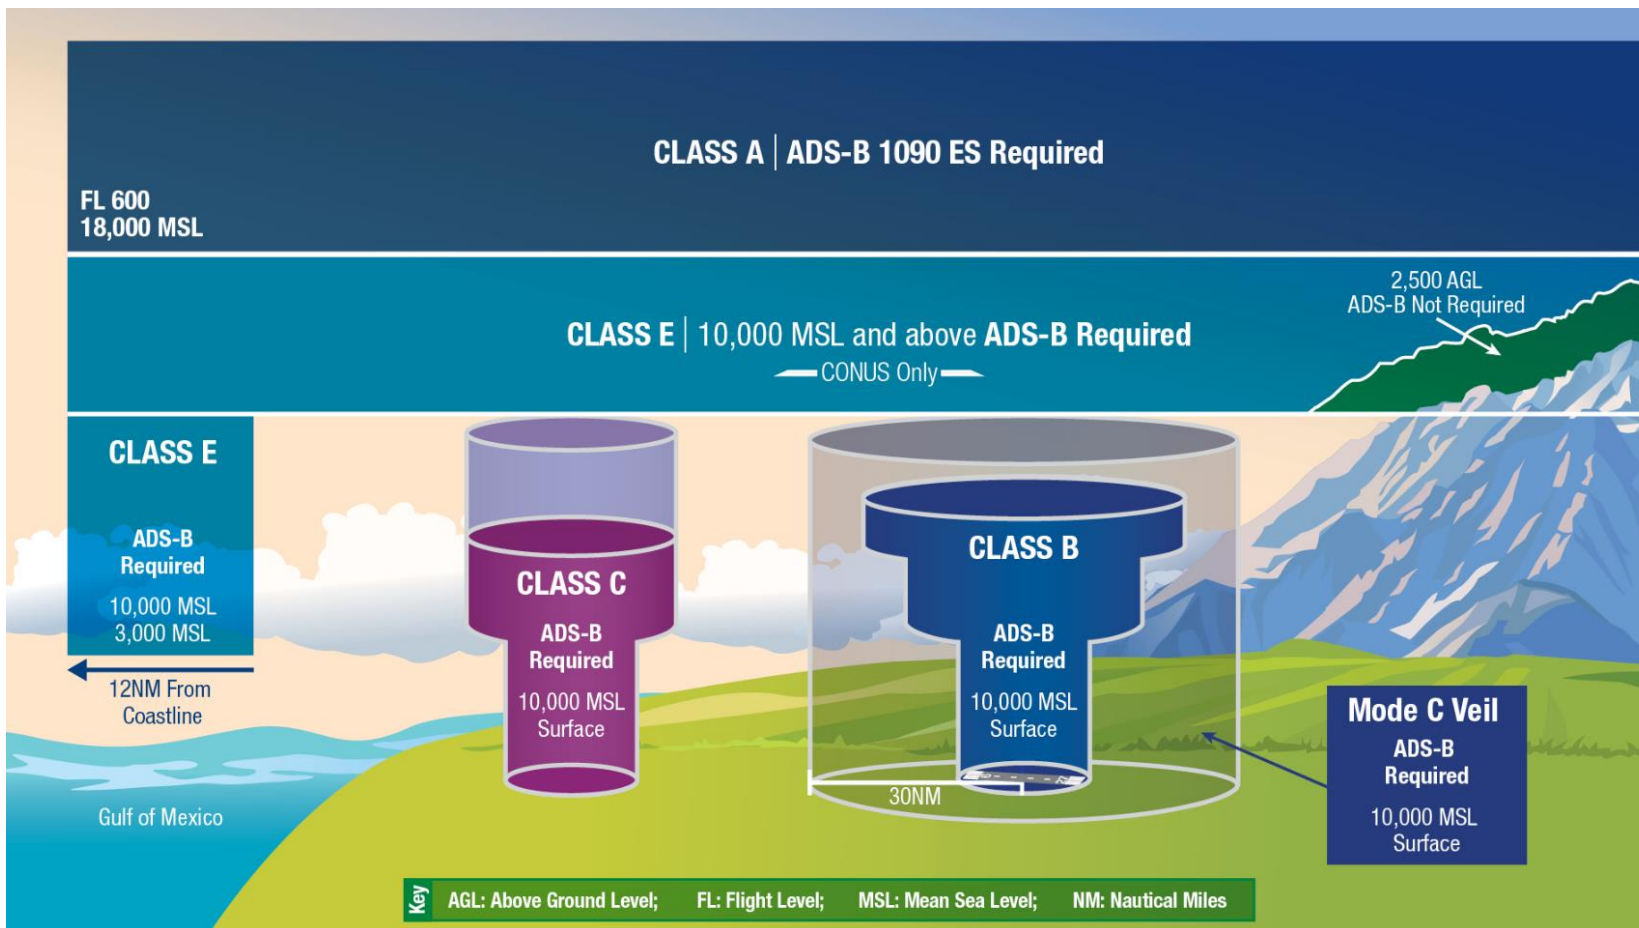 CLASS A | ADS-B 1090 ES Required
FL 600
18,000 MSL
2,500 AGL
ADS-B Not Required
CLASS E | 10,000 MSL and above ADS-B Required
CONUS Only
CLASS E
ADS-B
Required
10,000 MSL
3,000 MSL
12NM From
Coastline
Gulf of Mexico
CLASS C
ADS-B
Required
10,000 MSL
Surface
CLASS B
ADS-B
Required
10,000 MSL
Surface
30NM
Mode C Veil
ADS-B
Required
10,000 MSL
Surface
Key
AGL: Above Ground Level; FL: Flight Level; MSL: Mean Sea Level; NM: Nautical Miles